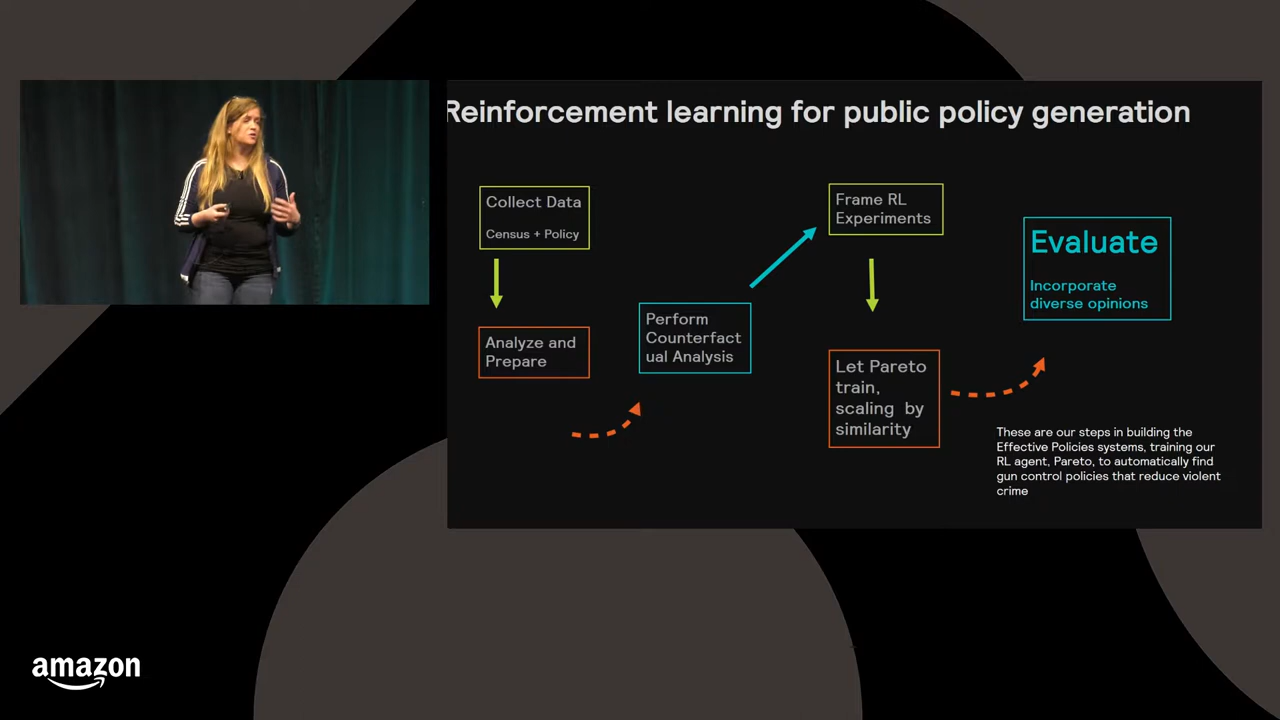 Reinforcement learning for public policy generation
Collect Data
Census + Policy
Analyze and
Prepare
Perform
Counterfact
ual Analysis
Frame RL
Experiments
Let Pareto
train,
scaling by
similarity
Evaluate
Incorporate
diverse opinions
These are our steps in building the
Effective Policies systems, training our
RL agent, Pareto, to automatically find
gun control policies that reduce violent
crime
amazon